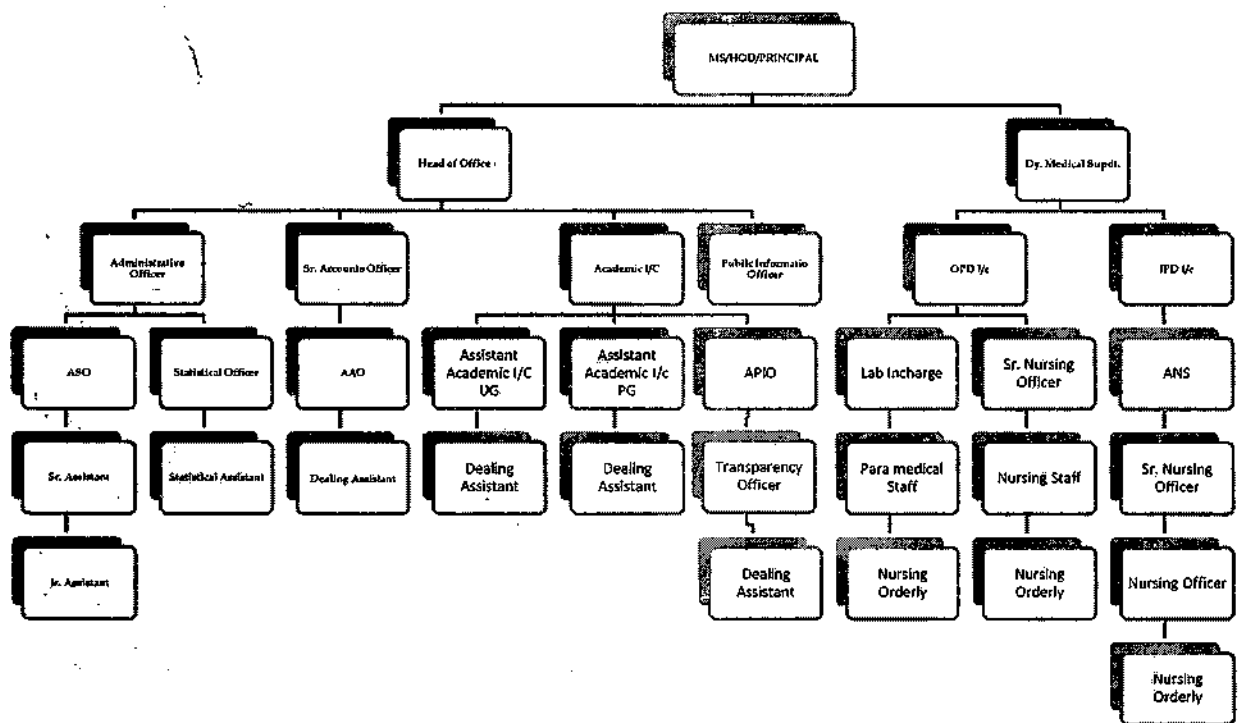 MS/HOD/PRINCIPAL
Head of Office
Dy. Medical Supdt.
Administrative
Officer
Sr. Accounts Officer
Academic I/C
Public Informatio
Officer
OPD I/c
IPD I/c
ASO
Statistical Officer
AAO
Assistant
Academic I/C
UG
Assistant
Academic I/c
PG
APIO
Lab Incharge
Sr. Nursing
Officer
ANS
Sr. Assistant
Statistical Assistant
Dealing Assistant
Dealing
Assistant
Dealing
Assistant
Transparency
Officer
Para medical
Staff
Nursing Staff
Sr. Nursing
Officer
Jr. Assistant
Dealing
Assistant
Nursing
Orderly
Nursing
Orderly
Nursing Officer
Nursing
Orderly